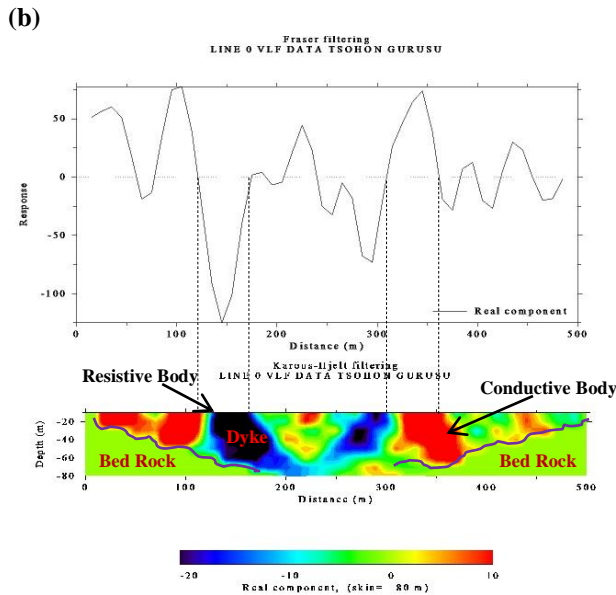 (b)
Fraser filtering
LINE 0 VLF DATA TSOHON GURUSU
50
0
-50
-100
Response
Real component
0
100
200
300
400
500
Distance (m)
Karous-Hjelt filtering
LINE 0 VLF DATA TSOHON GURUSU
Resistive Body
Conductive Body
Dyke
Bed Rock
Bed Rock
-20
-40
-60
-80
Depth (m)
0
100
200
300
400
500
Distance (m)
-20
-10
0
10
Real component, (skin= 80 m)